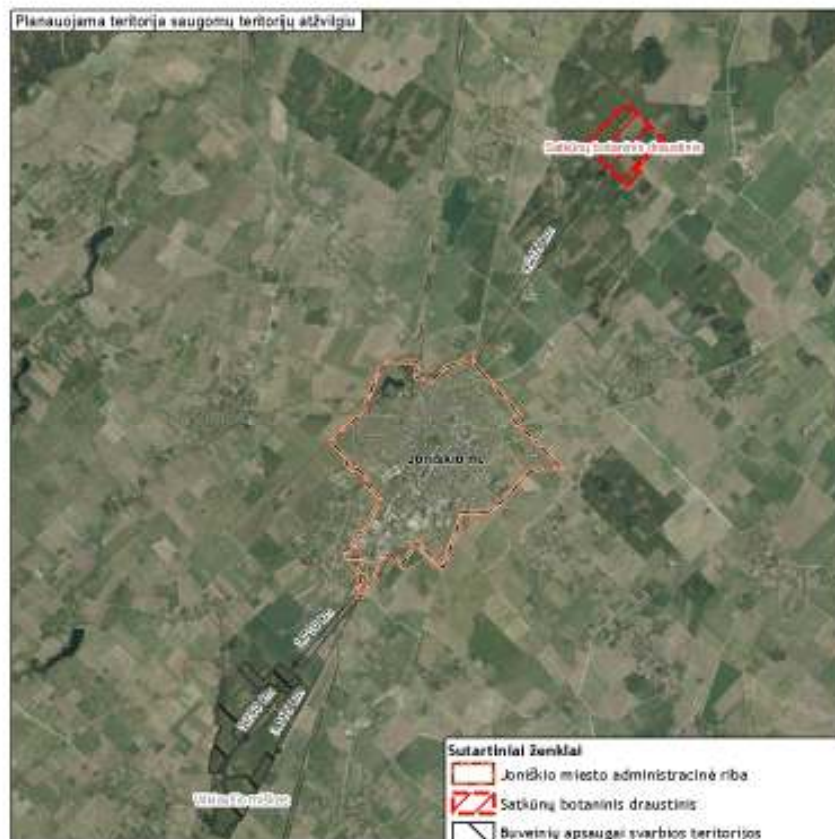 Planuojama teritorija saugomų teritorijų atžvilgiu
Satkūnų botaninis draustinis
Joniškio m.
Sutartiniai ženklai
Joniškio miesto administracinė riba
Satkūnų botaninis draustinis
Buveinių apsaugai svarbios teritorijos